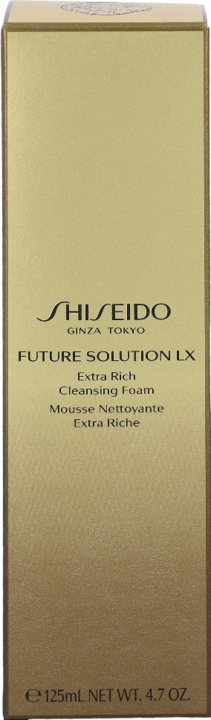 SHISEIDO
GINZA TOKYO
FUTURE SOLUTION LX
Extra Rich
Cleansing Foam
Mousse Nettoyante
Extra Riche
℮125mL NET WT. 4.7 OZ.